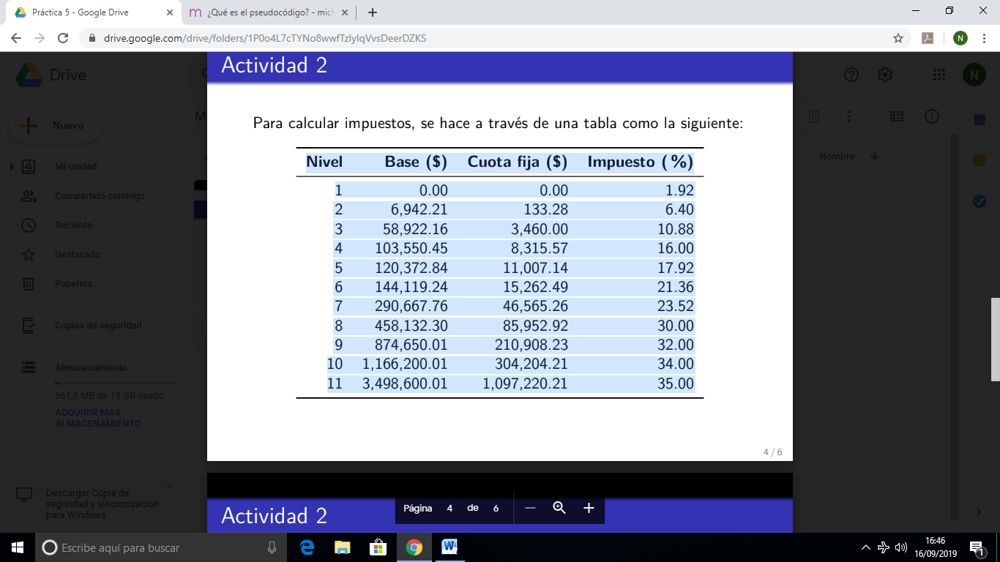 Práctica 5 - Google Drive
¿Qué es el pseudocódigo? - mich
drive.google.com/drive/folders/1P0o4L7cTYNo8wwfTzlyIqVvsDeerDZKS
N
Actividad 2
Drive
N
Nuevo
M
Mi unidad
Compartido conmigo
Reciente
Destacado
Papelera
Copias de seguridad
Almacenamiento
661,3 MB de 15 GB usado
ADQUIRIR MÁS
ALMACENAMIENTO
Descargar Copia de
seguridad y sincronización
para Windows
Nombre
Para calcular impuestos, se hace a través de una tabla como la siguiente:
Nivel Base ($) Cuota fija ($) Impuesto ( %)
1 0.00 0.00 1.92
2 6,942.21 133.28 6.40
3 58,922.16 3,460.00 10.88
4 103,550.45 8,315.57 16.00
5 120,372.84 11,007.14 17.92
6 144,119.24 15,262.49 21.36
7 290,667.76 46,565.26 23.52
8 458,132.30 85,952.92 30.00
9 874,650.01 210,908.23 32.00
10 1,166,200.01 304,204.21 34.00
11 3,498,600.01 1,097,220.21 35.00
4 / 6
Actividad 2
Página 4 de 6
Escribe aquí para buscar
16:46
16/09/2019
1